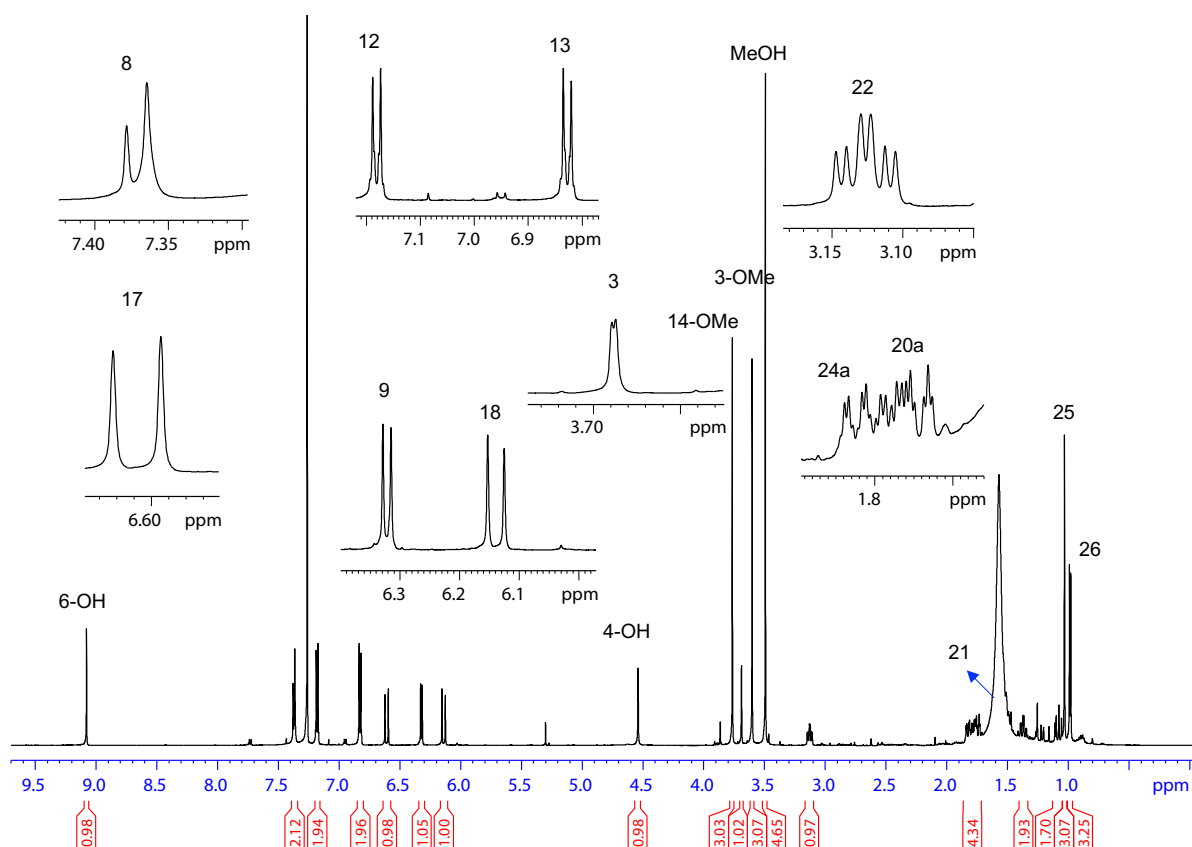 8
7.40 7.35 ppm
12 13
7.1 7.0 6.9 ppm
MeOH
22
3.15 3.10 ppm
17
6.60 ppm
9 18
6.3 6.2 6.1 ppm
3
3.70 ppm
14-OMe
3-OMe
24a 20a
1.8 ppm
25
26
21
6-OH
4-OH
9.5 9.0 8.5 8.0 7.5 7.0 6.5 6.0 5.5 5.0 4.5 4.0 3.5 3.0 2.5 2.0 1.5 1.0 ppm
0.98 2.12 1.94 1.96 0.98 1.05 1.00 0.98 3.03 1.02 3.07 4.65 0.97 4.34 1.93 1.70 3.07 3.25